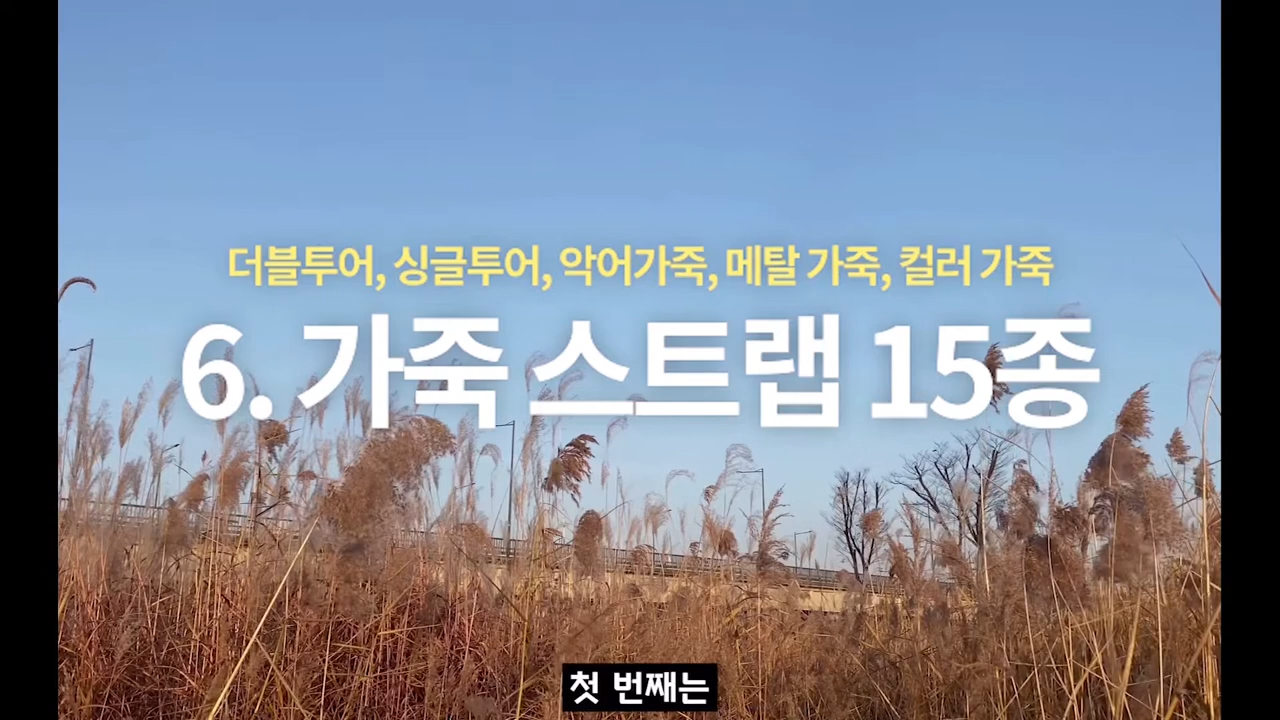 더블투어, 싱글투어, 악어가죽, 메탈 가죽, 컬러 가죽
6. 가죽 스트랩 15종
첫 번째는